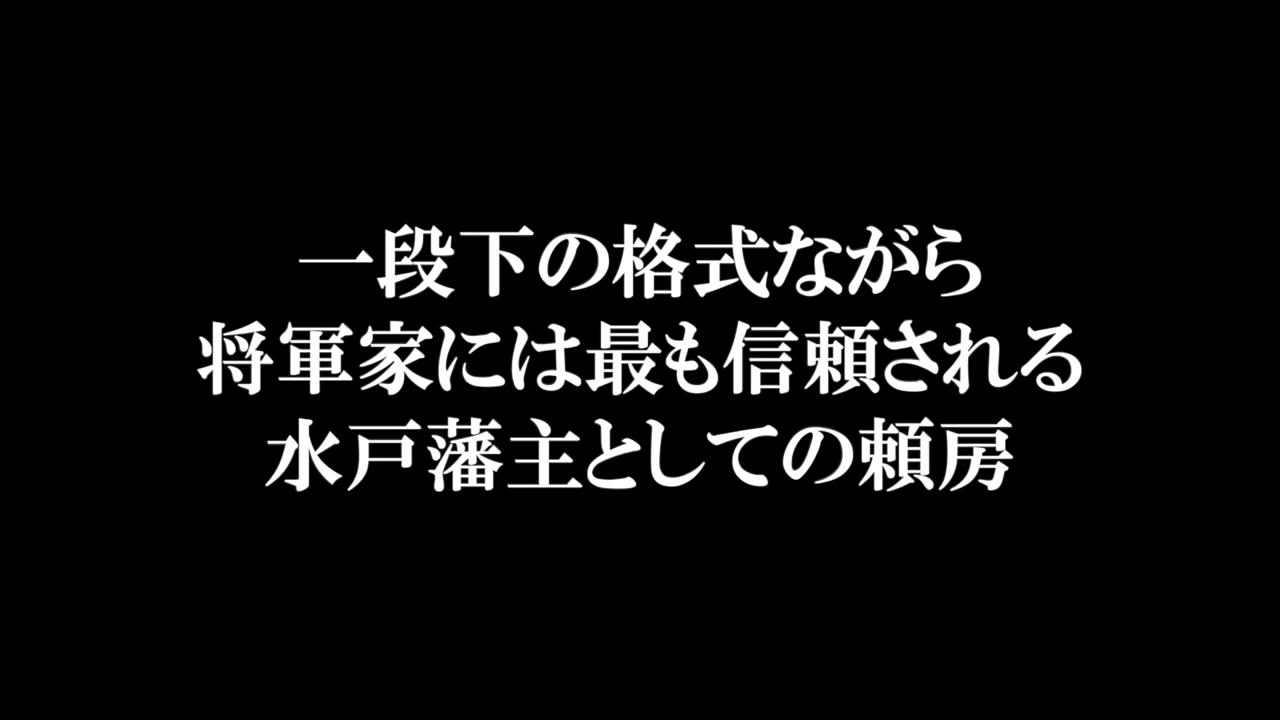 一段下の格式ながら
将軍家には最も信頼される
水戸藩主としての頼房